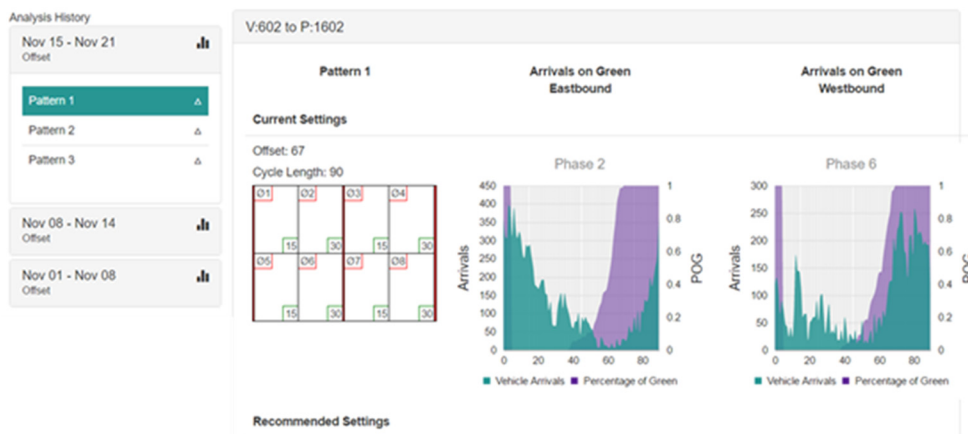 Analysis History
Nov 15 - Nov 21
Offset
Pattern 1
Pattern 2
Pattern 3
Nov 08 - Nov 14
Offset
Nov 01 - Nov 08
Offset
V:602 to P:1602
Pattern 1
Arrivals on Green
Eastbound
Arrivals on Green
Westbound
Current Settings
Offset: 67
Cycle Length: 90
Ø1 Ø2 Ø3 Ø4
15 30 15 30
Ø5 Ø6 Ø7 Ø8
15 30 15 30
Phase 2
450
400
350
300
250
200
150
100
50
0
Arrivals
0 20 40 60 80
1
0.8
0.6
0.4
0.2
0
POG
Vehicle Arrivals Percentage of Green
Phase 6
300
250
200
150
100
50
0
Arrivals
0 20 40 60 80
1
0.8
0.6
0.4
0.2
0
POG
Vehicle Arrivals Percentage of Green
Recommended Settings